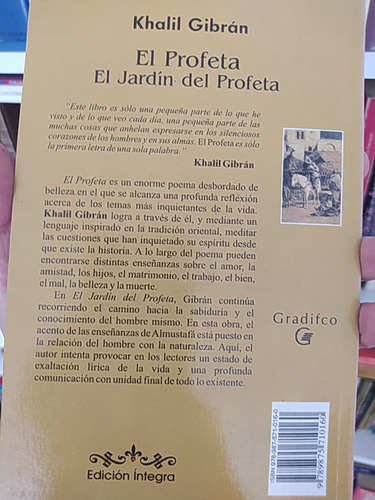 Khalil Gibrán
El Profeta
El Jardín del Profeta
"Este libro es sólo una pequeña parte de lo que he
visto y de lo que veo cada día, una pequeña parte de las
muchas cosas que anhelan expresarse en los silenciosos
corazones de los hombres y en sus almas. El Profeta es sólo
la primera letra de una sola palabra."
Khalil Gibrán
El Profeta es un enorme poema desbordado de
belleza en el que se alcanza una profunda refléxión
acerca de los temas más inquietantes de la vida.
Khalil Gibrán logra a través de él, y mediante un
lenguaje inspirado en la tradición oriental, meditar
las cuestiones que han inquietado su espíritu desde
que existe la historia. A lo largo del poema pueden
encontrarse distintas enseñanzas sobre el amor, la
amistad, los hijos, el matrimonio, el trabajo, el bien,
el mal, la belleza y la muerte.
En El Jardín del Profeta, Gibrán continúa
recorriendo el camino hacia la sabiduría y el
conocimiento del hombre mismo. En esta obra, el
acento de las enseñanzas de Almustafá está puesto en
la relación del hombre con la naturaleza. Aquí, el
autor intenta provocar en los lectores un estado de
exaltación lírica de la vida y una profunda
comunicación con unidad final de todo lo existente.
Gradifco
Edición Íntegra
ISBN 978-987-571-016-0
9789875710160